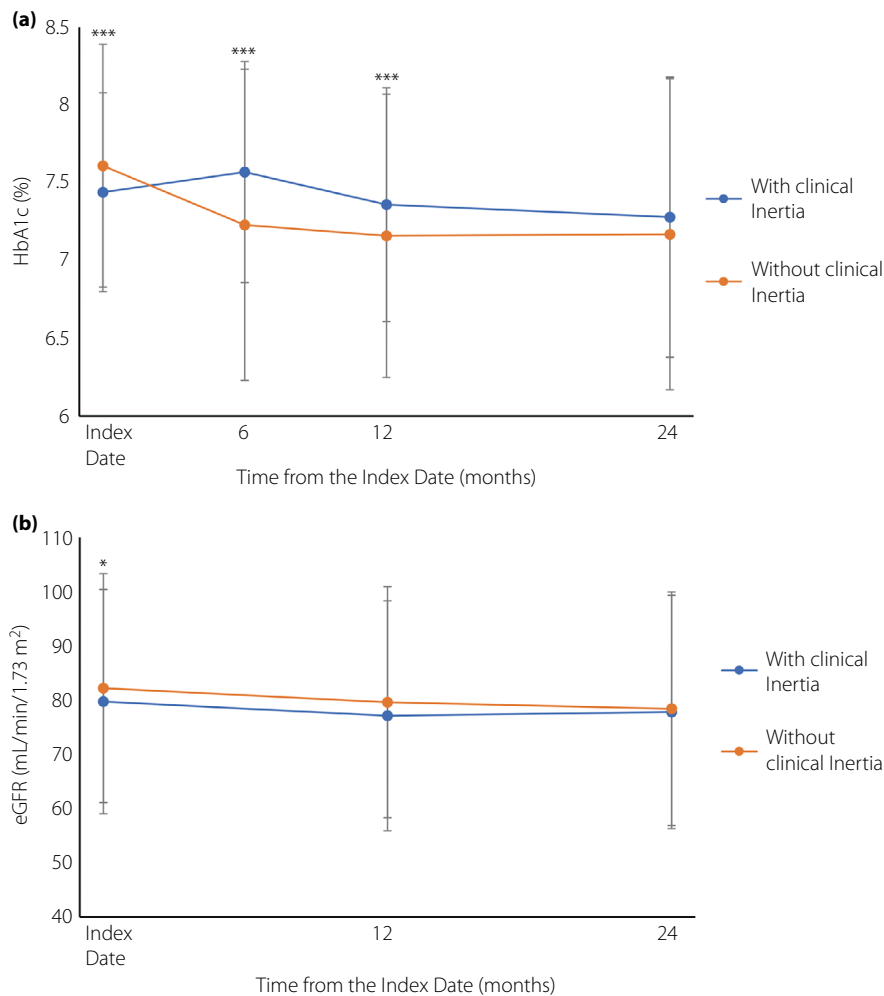 (a)
8.5
8
7.5
7
6.5
6
HbA1c (%)
***
***
***
Index
Date
6
12
24
Time from the Index Date (months)
With clinical
Inertia
Without clinical
Inertia
(b)
110
100
90
80
70
60
50
40
eGFR (mL/min/1.73 m²)
*
Index
Date
12
24
Time from the Index Date (months)
With clinical
Inertia
Without
clinical Inertia